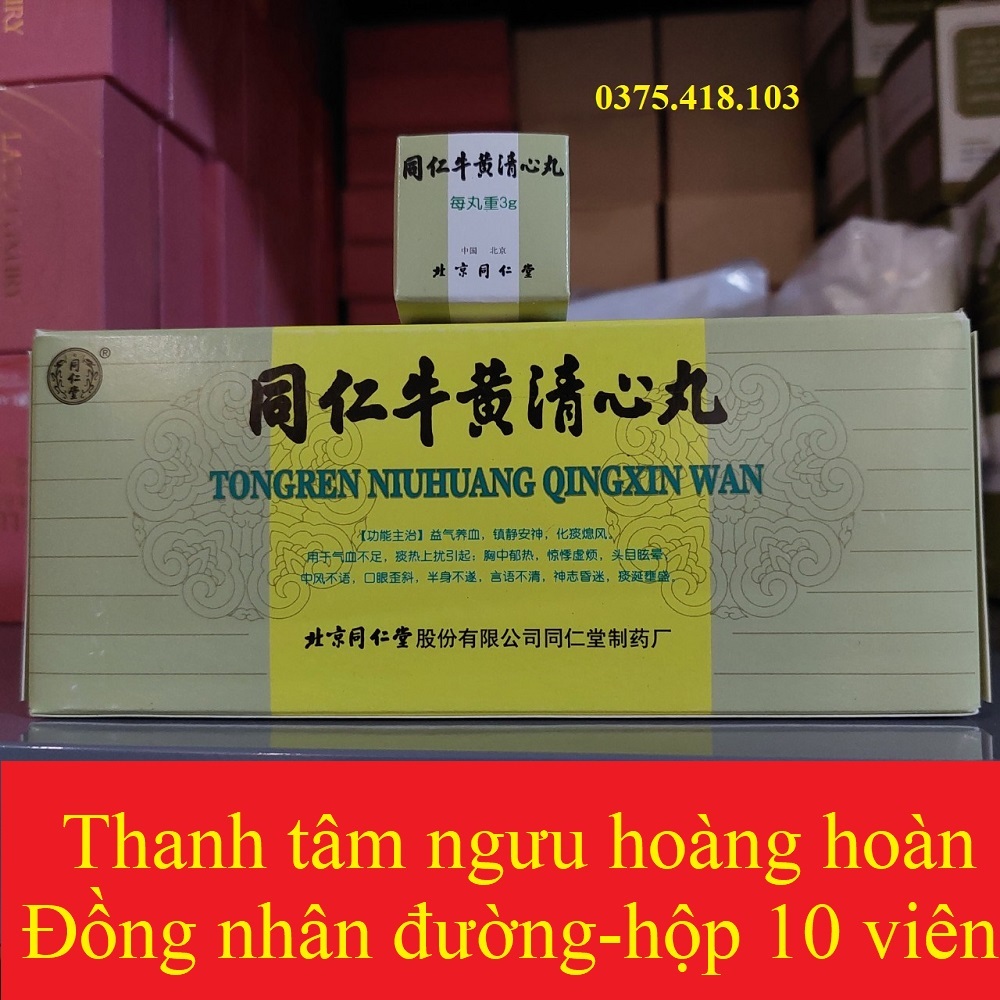 0375.418.103
同仁牛黄清心丸
每丸重3g
中国 北京
北京同仁堂
同仁堂
®
同仁牛黄清心丸
TONGREN NIUHUANG QINGXIN WAN
【功能主治】益气养血，镇静安神，化痰熄风，
用于气血不足，痰热上扰引起：胸中郁热，惊悸虚烦，头目眩晕，
中风不语，口眼歪斜，半身不遂，言语不清，神志昏迷，痰涎壅盛。
北京同仁堂股份有限公司同仁堂制药厂
Thanh tâm ngưu hoàng hoàn
Đồng nhân đường-hộp 10 viên